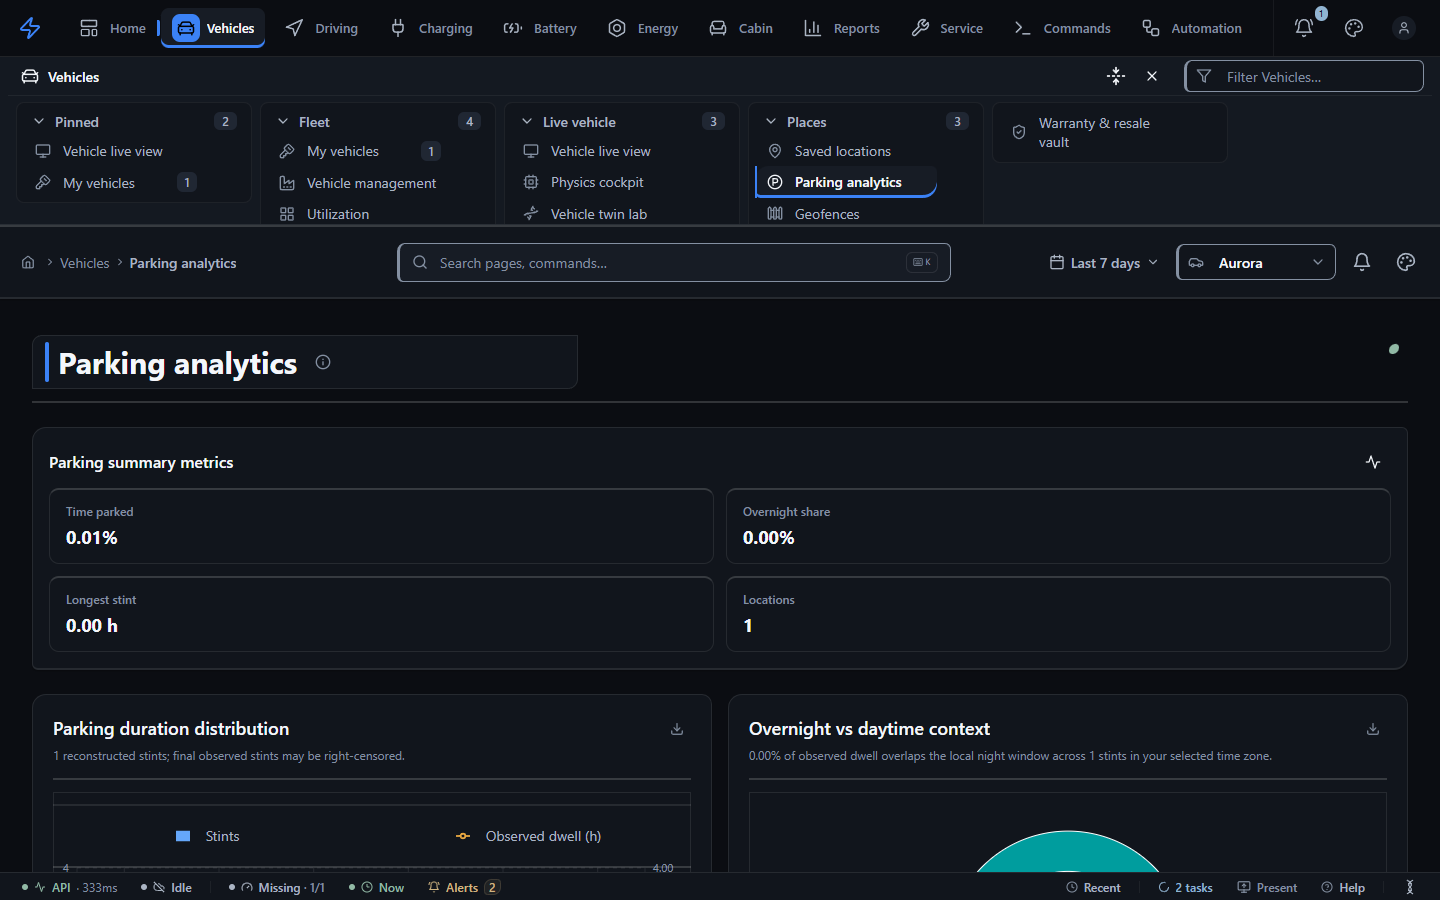 Home
Vehicles
Driving
Charging
Battery
Energy
Cabin
Reports
Service
Commands
Automation
1
Vehicles
Filter Vehicles...
Pinned 2
Vehicle live view
My vehicles 1
Fleet 4
My vehicles 1
Vehicle management
Utilization
Live vehicle 3
Vehicle live view
Physics cockpit
Vehicle twin lab
Places 3
Saved locations
Parking analytics
Geofences
Warranty & resale
vault
Vehicles
Parking analytics
Search pages, commands...
K
Last 7 days
Aurora
Parking analytics
Parking summary metrics
Time parked
0.01%
Overnight share
0.00%
Longest stint
0.00 h
Locations
1
Parking duration distribution
1 reconstructed stints; final observed stints may be right-censored.
Stints
Observed dwell (h)
4
4.00
Overnight vs daytime context
0.00% of observed dwell overlaps the local night window across 1 stints in your selected time zone.
API · 333ms
Idle
Missing · 1/1
Now
Alerts 2
Recent
2 tasks
Present
Help